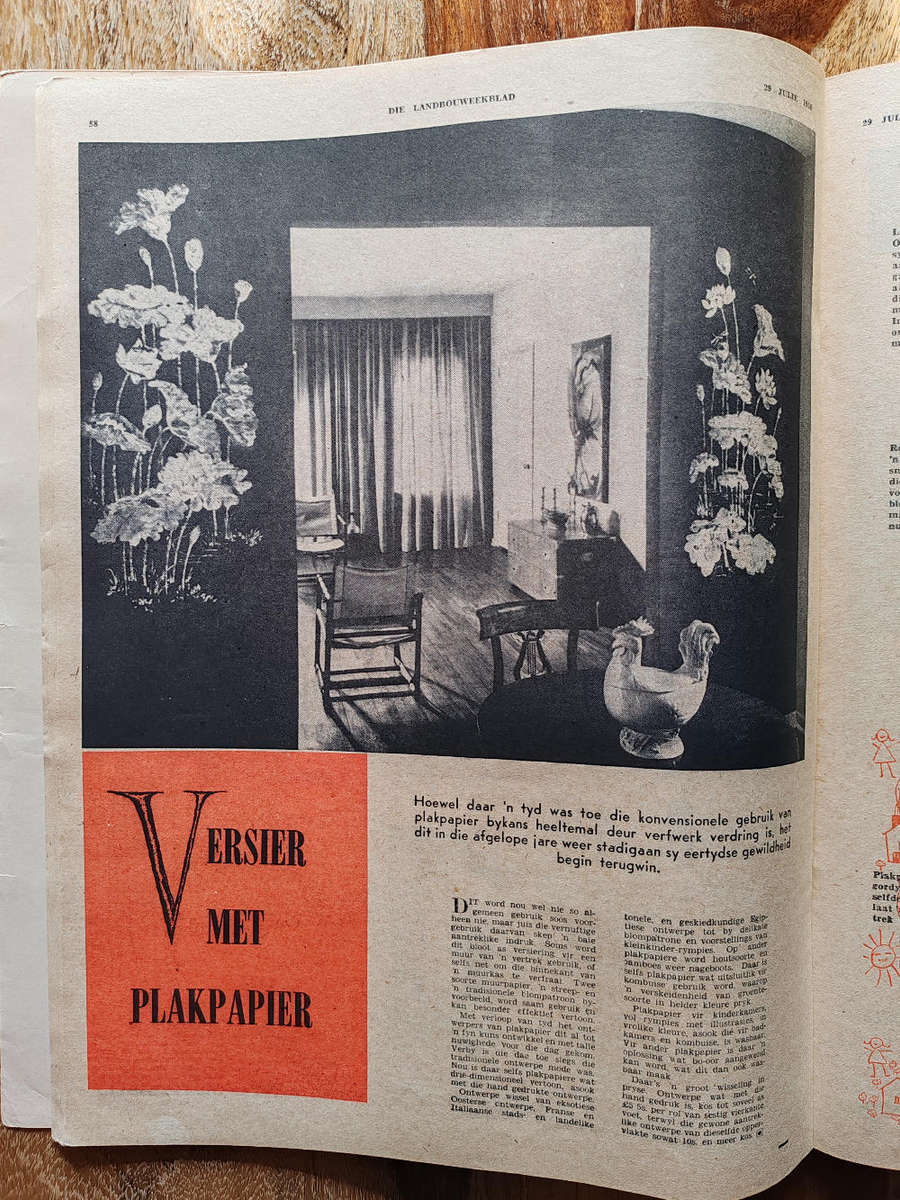 58
DIE LANDBOUWEEKBLAD
29 JULIE
VERSIER
MET
PLAKPAPIER
Hoewel daar 'n tyd was toe die konvensionele gebruik van
plakpapier bykans heeltemal deur verfwerk verdring is, het
dit in die afgelope jare weer stadigaan sy eertydse gewildheid
begin terugwin.
DIT word nou wel nie so al-
gemeen gebruik soos voor-
heen nie, maar juis die vernuftige
gebruik daarvan skep 'n baie
aantreklike indruk. Soms word
dit bloot as versiering vir een
muur van 'n vertrek gebruik, of
selfs net om die binnekant van
'n muurkas te verfraai. Twee
soorte muurpapier, 'n streep- en
'n tradisionele blompatroon by-
voorbeeld, word saam gebruik en
kan besonder effektief vertoon.
Met verloop van tyd het ont-
werpers van plakpapier dit al tot
'n fyn kuns ontwikkel en met talle
nuwighede voor die dag gekom.
Verby is die dae toe slegs die
tradisionele ontwerpe mode was.
Nou is daar selfs plakpapiere wat
drie-dimensioneel vertoon, asook
met die hand gedrukte ontwerpe.
Ontwerpe wissel van eksotiese
Oosterse ontwerpe, Franse en
Italiaanse stads- en landelike
tonele, en geskiedkundige Egip-
tiese ontwerpe tot by delikate
blompatrone en voorstellings van
kleinkinder-rympies. Op ander
plakpapiere word houtsoorte en
bamboes weer nageboots. Daar is
selfs plakpapier wat uitsluitlik vir
kombuise gebruik word, waarop
'n verskeidenheid van groente-
soorte in helder kleure pryk.
Plakpapier vir kinderkamers,
vol rympies met illustrasies in
vrolike kleure, asook die vir bad-
kamers en kombuise, is wasbaar.
Vir ander plakpapier is daar 'n
oplossing wat bo-oor aangewend
word, wat dit dan ook was-
baar maak.
Daar's 'n groot wisseling in
pryse. Ontwerpe wat met die
hand gedruk is, kos tot soveel as
£5 5s. per rol van sestig vierkante
voet, terwyl die gewone aantrek-
like ontwerpe van dieselfde opper-
vlakte sowat 10s. en meer kos.
29 JUL
Plakp
gordy
selfde
laat
trek